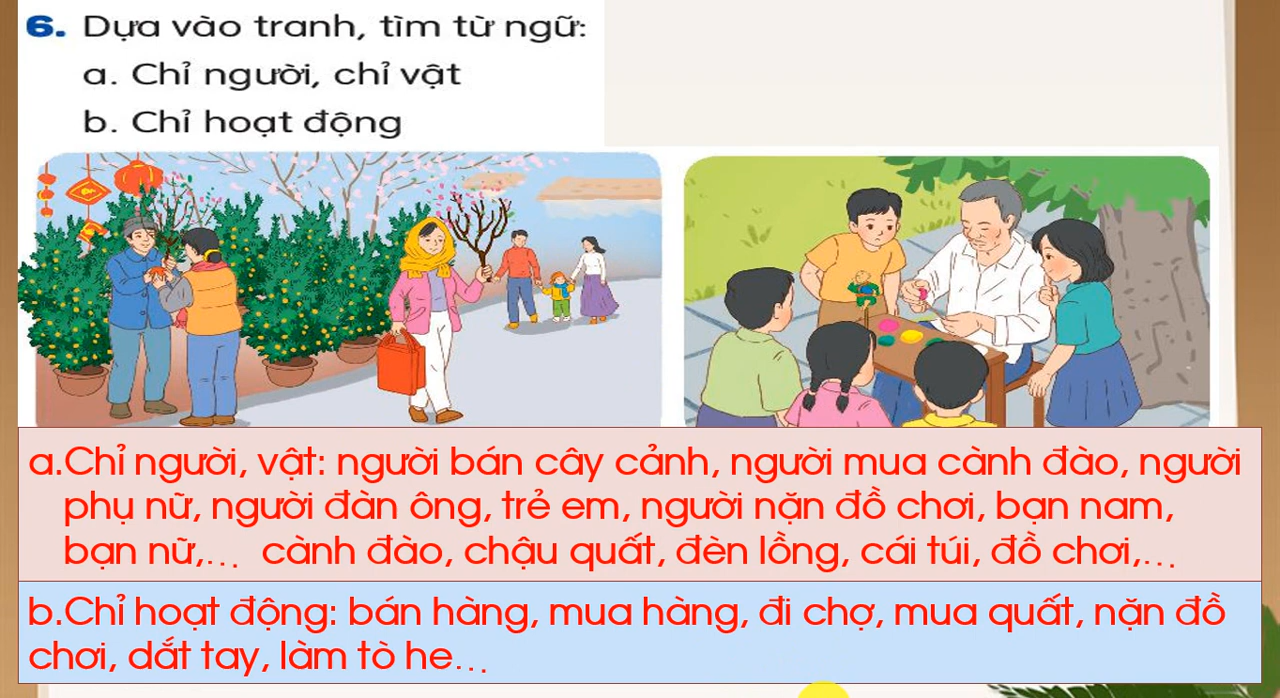 6. Dựa vào tranh, tìm từ ngữ:
a. Chỉ người, chỉ vật
b. Chỉ hoạt động
a.Chỉ người, vật: người bán cây cảnh, người mua cành đào, người
phụ nữ, người đàn ông, trẻ em, người nặn đồ chơi, bạn nam,
bạn nữ,... cành đào, chậu quất, đèn lồng, cái túi, đồ chơi,...
b.Chỉ hoạt động: bán hàng, mua hàng, đi chợ, mua quất, nặn đồ
chơi, dắt tay, làm tò he...